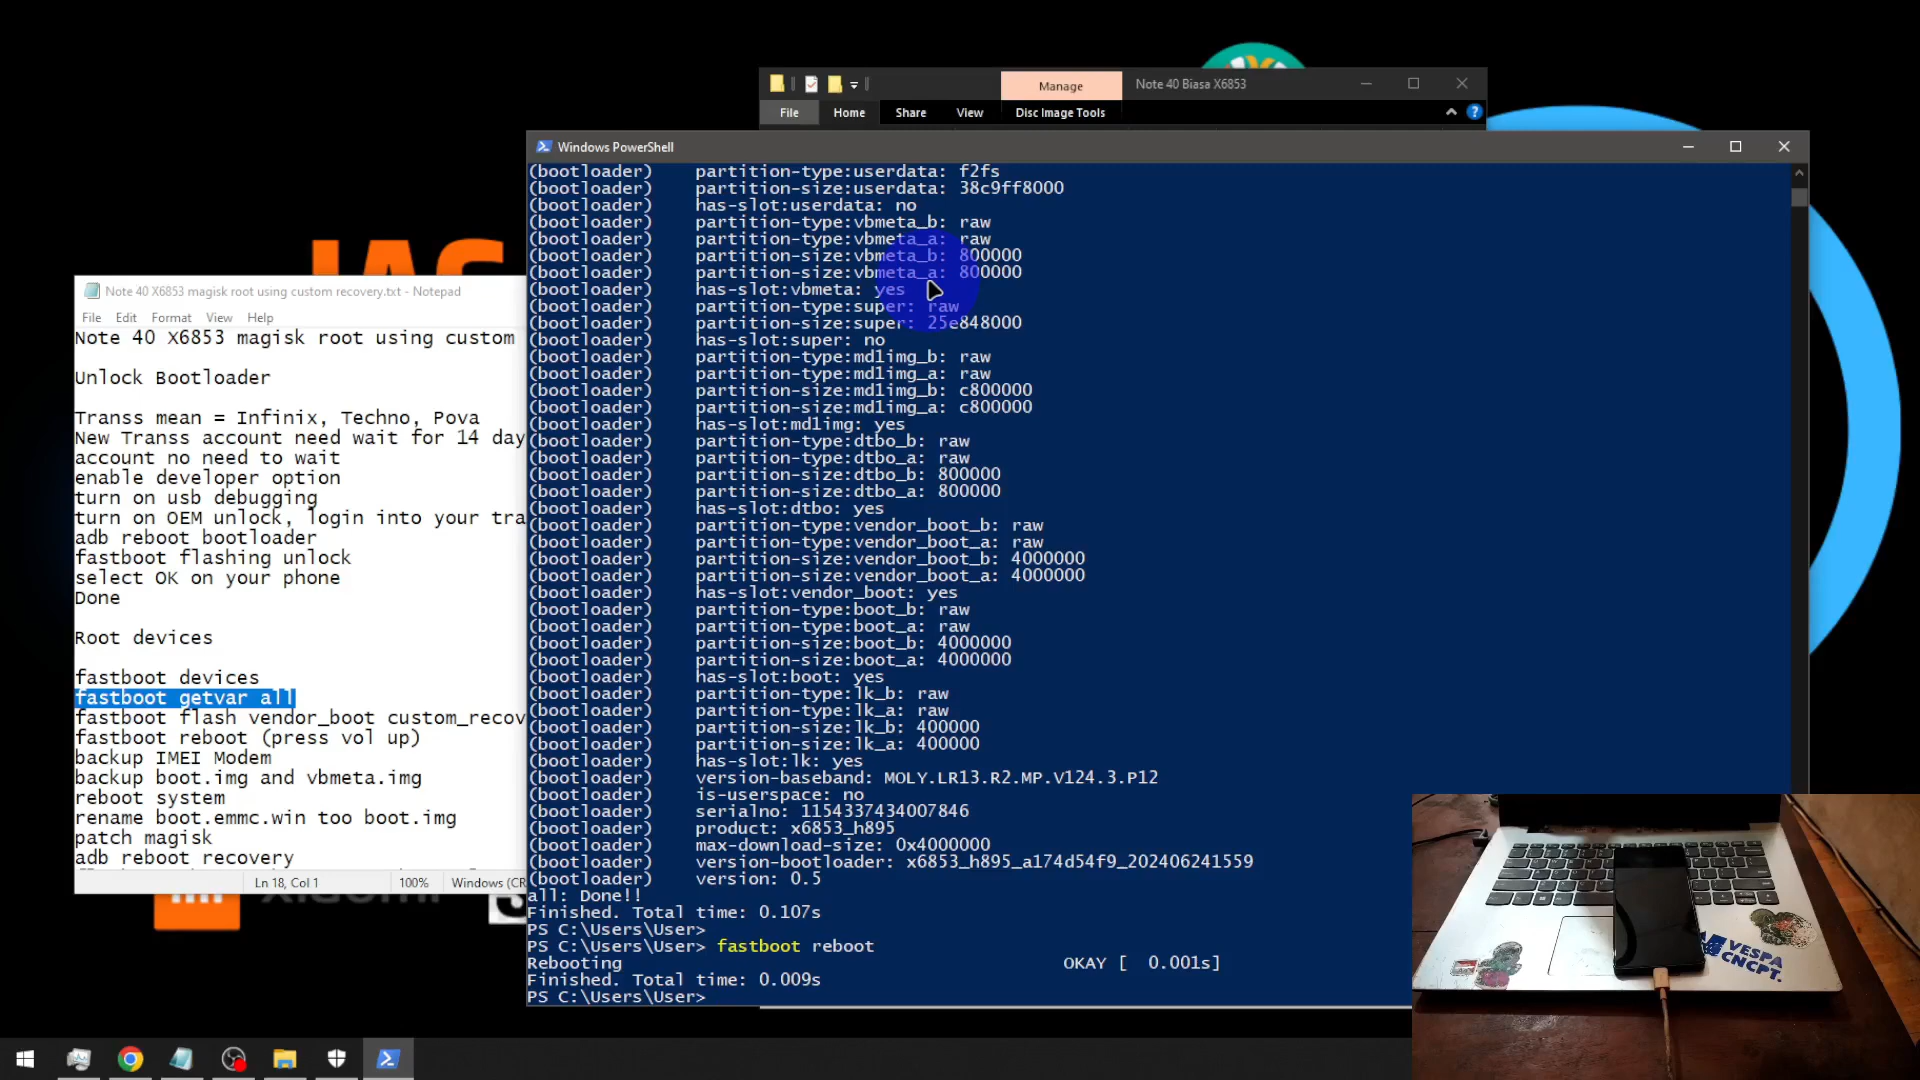 Manage
Note 40 Biasa X6853
File
Home
Share
View
Disc Image Tools
Windows PowerShell
(bootloader) partition-type:userdata: f2fs
(bootloader) partition-size:userdata: 38c9ff8000
(bootloader) has-slot:userdata: no
(bootloader) partition-type:vbmeta_b: raw
(bootloader) partition-type:vbmeta_a: raw
(bootloader) partition-size:vbmeta_b: 800000
(bootloader) partition-size:vbmeta_a: 800000
(bootloader) has-slot:vbmeta: yes
(bootloader) partition-type:super: raw
(bootloader) partition-size:super: 25e848000
(bootloader) has-slot:super: no
(bootloader) partition-type:md1img_b: raw
(bootloader) partition-type:md1img_a: raw
(bootloader) partition-size:md1img_b: c800000
(bootloader) partition-size:md1img_a: c800000
(bootloader) has-slot:md1img: yes
(bootloader) partition-type:dtbo_b: raw
(bootloader) partition-type:dtbo_a: raw
(bootloader) partition-size:dtbo_b: 800000
(bootloader) partition-size:dtbo_a: 800000
(bootloader) has-slot:dtbo: yes
(bootloader) partition-type:vendor_boot_b: raw
(bootloader) partition-type:vendor_boot_a: raw
(bootloader) partition-size:vendor_boot_b: 4000000
(bootloader) partition-size:vendor_boot_a: 4000000
(bootloader) has-slot:vendor_boot: yes
(bootloader) partition-type:boot_b: raw
(bootloader) partition-type:boot_a: raw
(bootloader) partition-size:boot_b: 4000000
(bootloader) partition-size:boot_a: 4000000
(bootloader) has-slot:boot: yes
(bootloader) partition-type:lk_b: raw
(bootloader) partition-type:lk_a: raw
(bootloader) partition-size:lk_b: 400000
(bootloader) partition-size:lk_a: 400000
(bootloader) has-slot:lk: yes
(bootloader) version-baseband: MOLY.LR13.R2.MP.V124.3.P12
(bootloader) is-userspace: no
(bootloader) serialno: 1154337434007846
(bootloader) product: x6853_h895
(bootloader) max-download-size: 0x4000000
(bootloader) version-bootloader: x6853_h895_a174d54f9_202406241559
(bootloader) version: 0.5
all: Done!!
Finished. Total time: 0.107s
PS C:\Users\User>
PS C:\Users\User> fastboot reboot
Rebooting OKAY [ 0.001s]
Finished. Total time: 0.009s
PS C:\Users\User>
Note 40 X6853 magisk root using custom recovery.txt - Notepad
File Edit Format View Help
Note 40 X6853 magisk root using custom
Unlock Bootloader
Transs mean = Infinix, Techno, Pova
New Transs account need wait for 14 day
account no need to wait
enable developer option
turn on usb debugging
turn on OEM unlock, login into your tra
adb reboot bootloader
fastboot flashing unlock
select OK on your phone
Done
Root devices
fastboot devices
fastboot getvar all
fastboot flash vendor_boot custom_recov
fastboot reboot (press vol up)
backup IMEI Modem
backup boot.img and vbmeta.img
reboot system
rename boot.emmc.win too boot.img
patch magisk
adb reboot recovery
Ln 18, Col 1
100%
Windows (CR
VESPA
CNCPT.